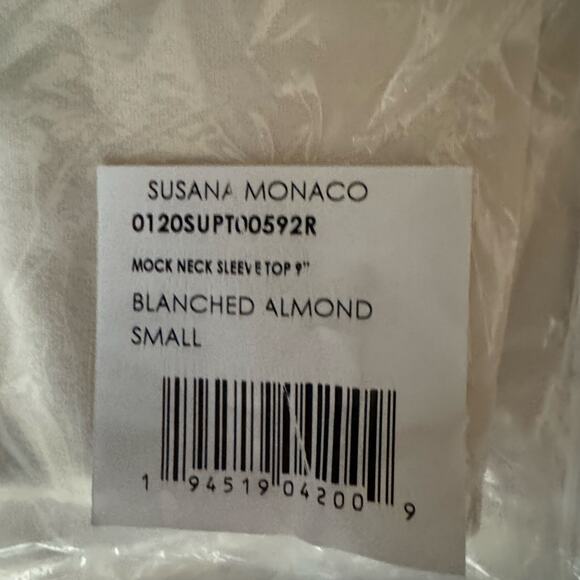 SUSANA MONACO
0120SUPT00592R
MOCK NECK SLEEVE TOP 9"
BLANCHED ALMOND
SMALL
1 94519 04200 9